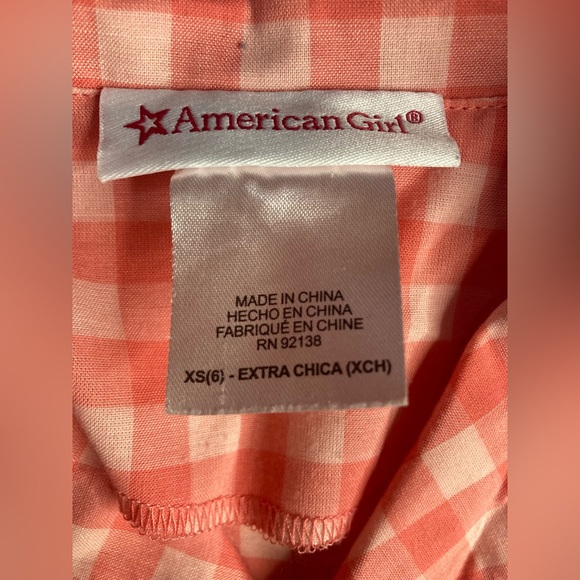 American Girl®
MADE IN CHINA
HECHO EN CHINA
FABRIQUÉ EN CHINE
RN 92138
XS(6) - EXTRA CHICA (XCH)